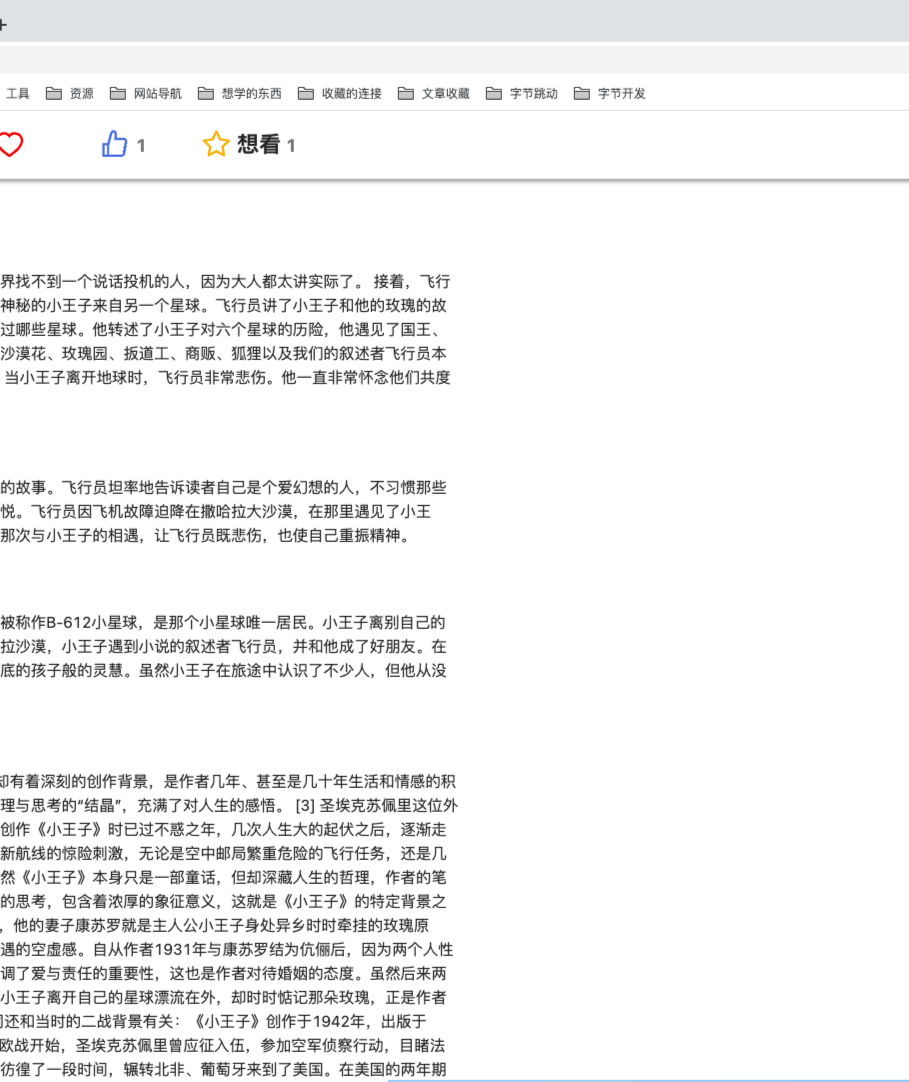 工具 资源 网站导航 想学的东西 收藏的连接 文章收藏 字节跳动 字节开发
1 想看 1
界找不到一个说话投机的人，因为大人都太讲实际了。 接着，飞行
神秘的小王子来自另一个星球。飞行员讲了小王子和他的玫瑰的故
过哪些星球。他转述了小王子对六个星球的历险，他遇见了国王、
沙漠花、玫瑰园、扳道工、商贩、狐狸以及我们的叙述者飞行员本
当小王子离开地球时，飞行员非常悲伤。他一直非常怀念他们共度
的故事。飞行员坦率地告诉读者自己是个爱幻想的人，不习惯那些
悦。飞行员因飞机故障迫降在撒哈拉大沙漠，在那里遇见了小王
那次与小王子的相遇，让飞行员既悲伤，也使自己重振精神。
被称作B-612小星球，是那个小星球唯一居民。小王子离别自己的
拉沙漠，小王子遇到小说的叙述者飞行员，并和他成了好朋友。在
底的孩子般的灵慧。虽然小王子在旅途中认识了不少人，但他从没
却有着深刻的创作背景，是作者几年、甚至是几十年生活和情感的积
理与思考的“结晶”，充满了对人生的感悟。 [3] 圣埃克苏佩里这位外
创作《小王子》时已过不惑之年，几次人生大的起伏之后，逐渐走
新航线的惊险刺激，无论是空中邮局繁重危险的飞行任务，还是几
然《小王子》本身只是一部童话，但却深藏人生的哲理，作者的笔
的思考，包含着浓厚的象征意义，这就是《小王子》的特定背景之
，他的妻子康苏罗就是主人公小王子身处异乡时时牵挂的玫瑰原
遇的空虚感。自从作者1931年与康苏罗结为伉俪后，因为两个人性
调了爱与责任的重要性，这也是作者对待婚姻的态度。虽然后来两
小王子离开自己的星球漂流在外，却时时惦记那朵玫瑰，正是作者
还和当时的二战背景有关：《小王子》创作于1942年，出版于
欧战开始，圣埃克苏佩里曾应征入伍，参加空军侦察行动，目睹法
彷徨了一段时间，辗转北非、葡萄牙来到了美国。在美国的两年期